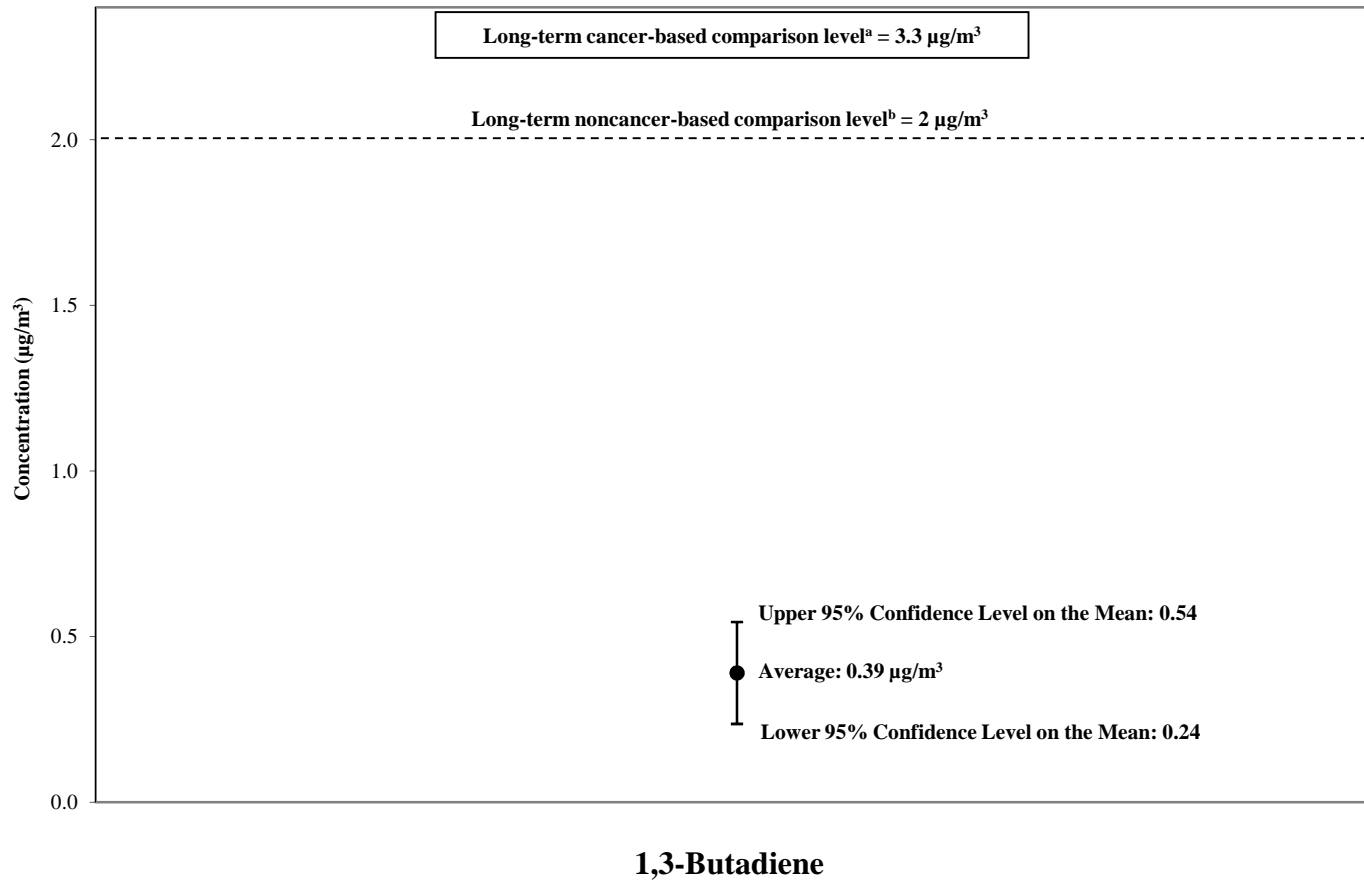 Long-term cancer-based comparison levelᵃ = 3.3 µg/m³
Long-term noncancer-based comparison levelᵇ = 2 µg/m³
2.0
1.5
1.0
0.5
0.0
Concentration (µg/m³)
Upper 95% Confidence Level on the Mean: 0.54
Average: 0.39 µg/m³
Lower 95% Confidence Level on the Mean: 0.24
1,3-Butadiene